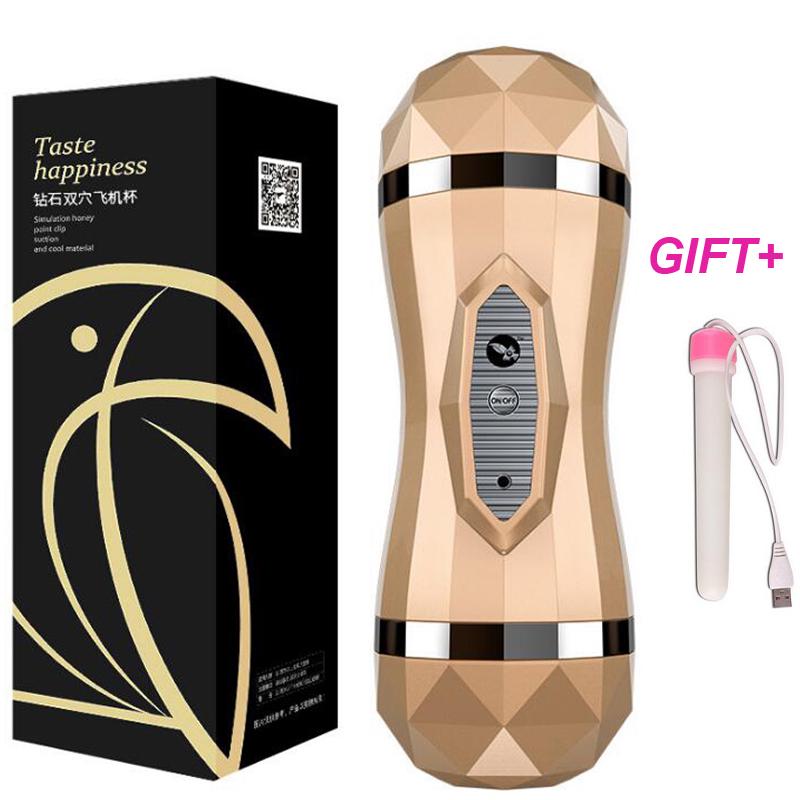 Taste
happiness
钻石双穴飞机杯
Simulation honey
point clip
suction
end cool material
GIFT+
ON/OFF